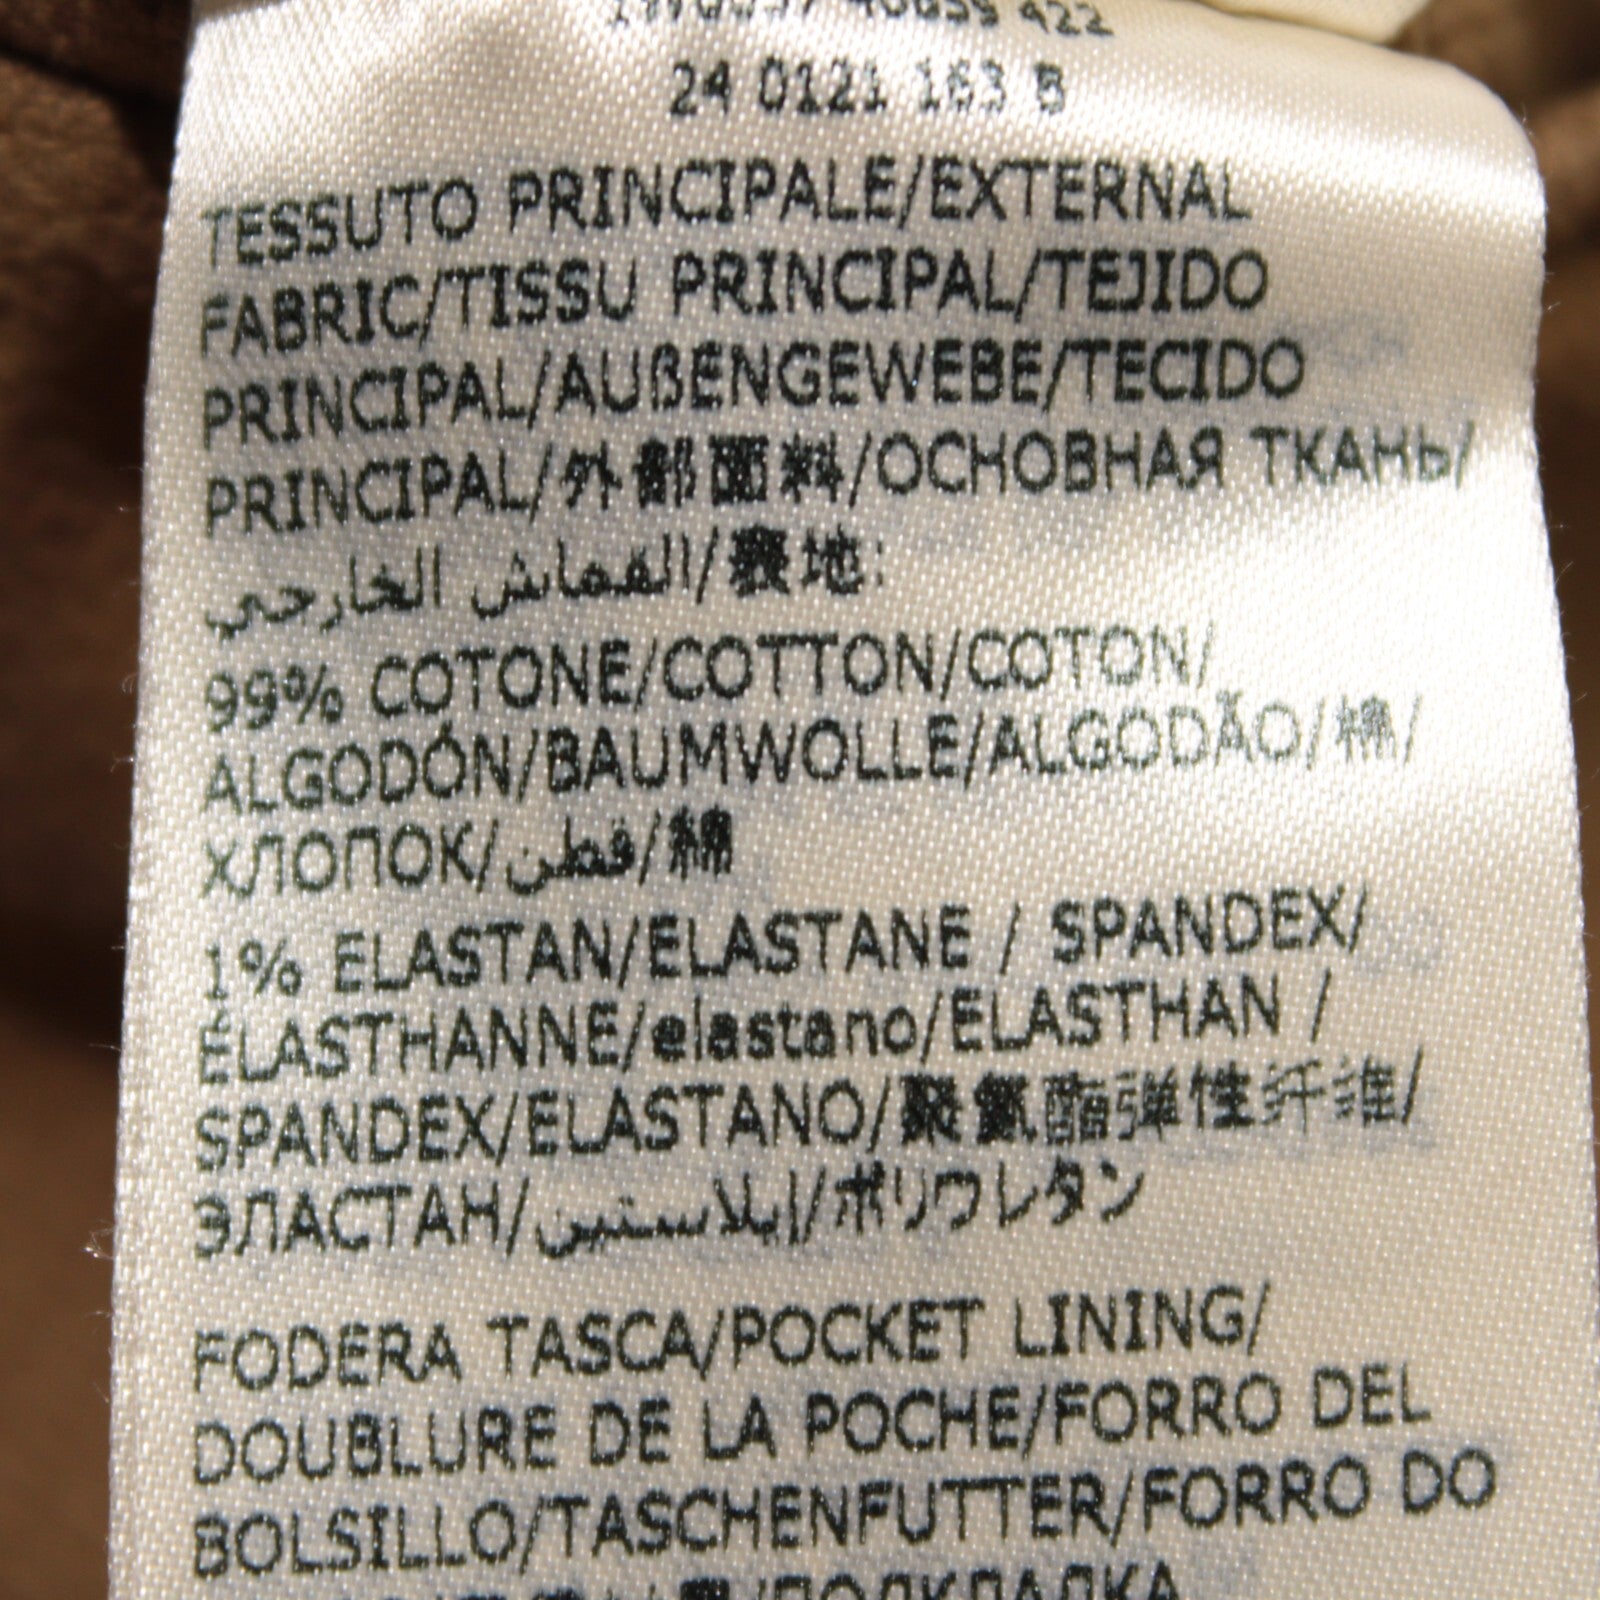 422
24 0121 163 B
TESSUTO PRINCIPALE/EXTERNAL
FABRIC/TISSU PRINCIPAL/TEJIDO
PRINCIPAL/AUßENGEWEBE/TECIDO
PRINCIPAL/外部面料/ОСНОВНАЯ ТКАНЬ/
القماش الخارجي/表地:
99% COTONE/COTTON/COTON/
ALGODÓN/BAUMWOLLE/ALGODÃO/棉/
ХЛОПОК/قطن/綿
1% ELASTAN/ELASTANE / SPANDEX/
ÉLASTHANNE/elastano/ELASTHAN /
SPANDEX/ELASTANO/聚氨酯弹性纤维/
ЭЛАСТАН/إيلاستين/ポリウレタン
FODERA TASCA/POCKET LINING/
DOUBLURE DE LA POCHE/FORRO DEL
BOLSILLO/TASCHENFUTTER/FORRO DO
/ПОДКЛАДКА